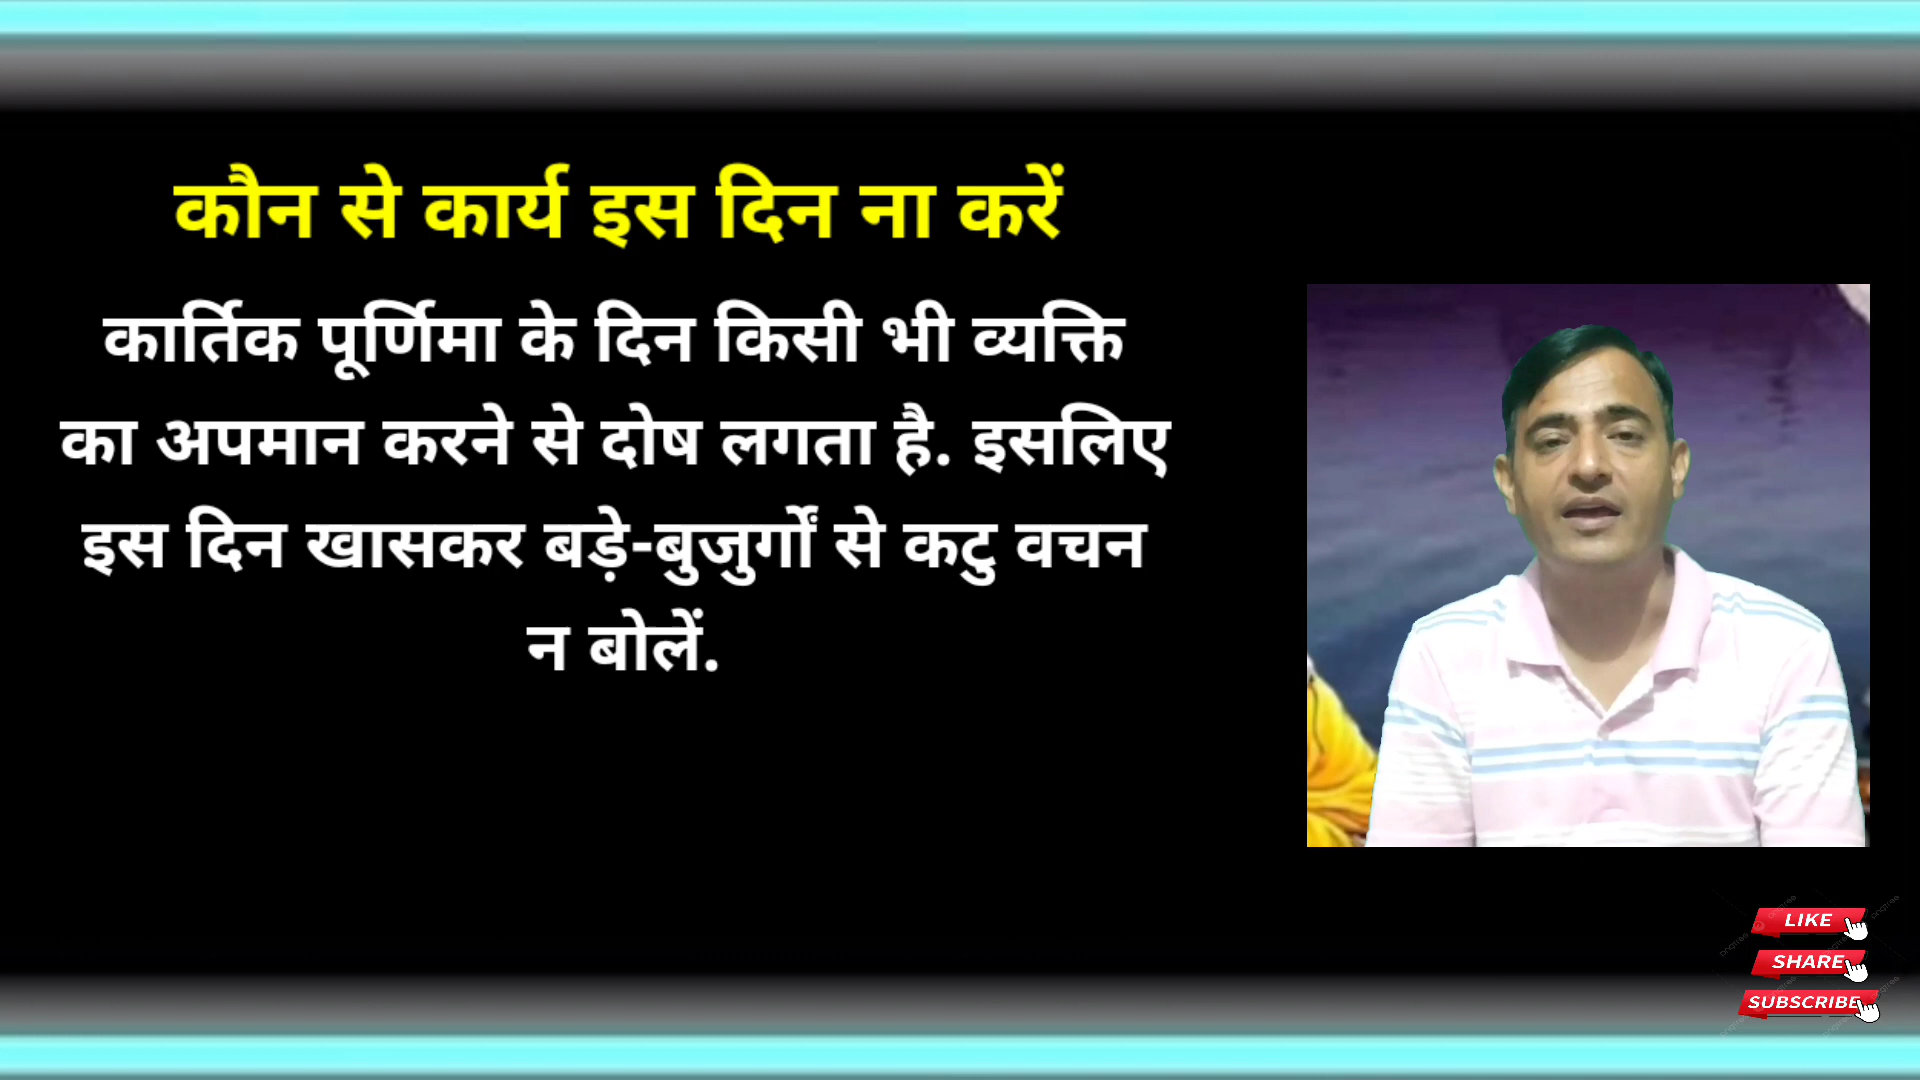 कौन से कार्य इस दिन ना करें
कार्तिक पूर्णिमा के दिन किसी भी व्यक्ति
का अपमान करने से दोष लगता है. इसलिए
इस दिन खासकर बड़े-बुजुर्गों से कटु वचन
न बोलें.
LIKE
SHARE
SUBSCRIBE